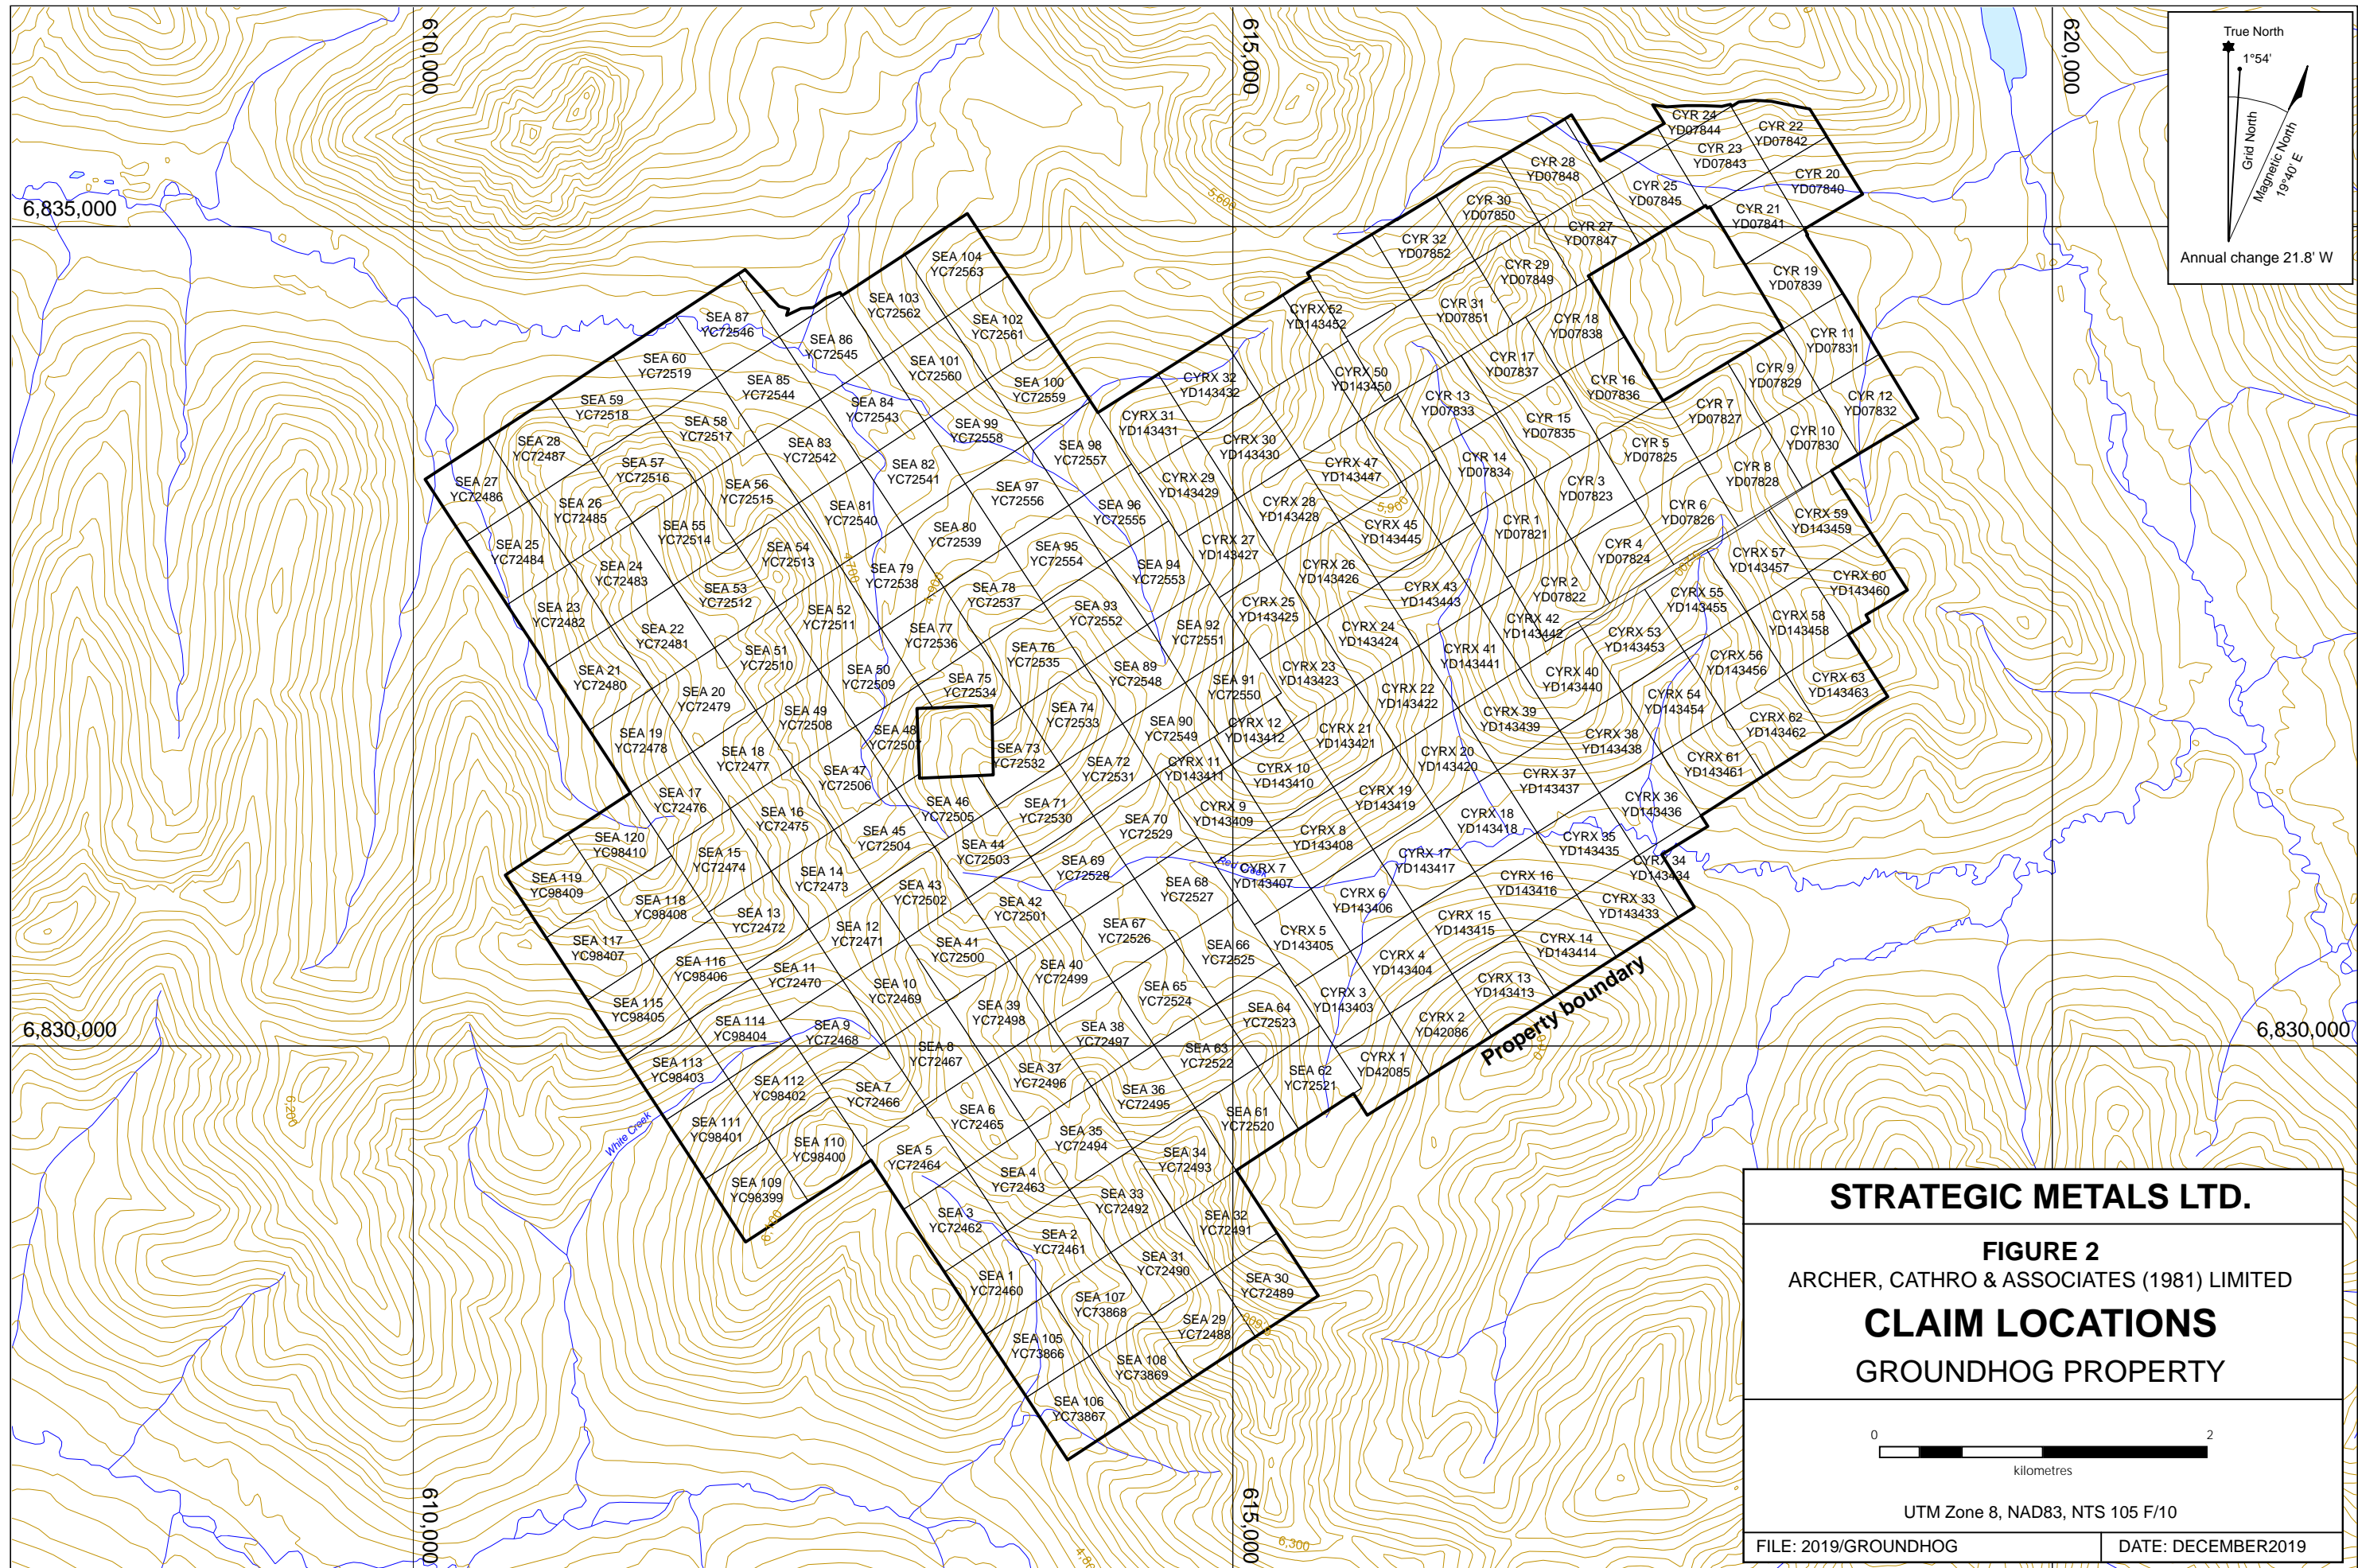 610,000
615,000
620,000
True North
1°54'
Grid North
Magnetic North
19°40' E
Annual change 21.8' W
6,835,000
5,600
CYR 24
YD07844
CYR 22
YD07842
CYR 23
YD07843
CYR 28
YD07848
CYR 20
YD07840
CYR 25
YD07845
CYR 30
YD07850
CYR 21
YD07841
CYR 27
YD07847
CYR 32
YD07852
SEA 104
YC72563
CYR 29
YD07849
CYR 19
YD07839
SEA 103
YC72562
CYR 31
YD07851
CYRX 52
YD143452
SEA 87
YC72546
SEA 102
YC72561
CYR 18
YD07838
CYR 11
YD07831
SEA 86
YC72545
SEA 60
YC72519
CYR 17
YD07837
SEA 101
YC72560
CYRX 50
YD143450
CYR 9
YD07829
SEA 85
YC72544
CYRX 32
YD143432
CYR 16
YD07836
SEA 100
YC72559
CYR 13
YD07833
CYR 12
YD07832
SEA 59
YC72518
SEA 84
YC72543
CYR 7
YD07827
SEA 58
YC72517
SEA 99
YC72558
CYRX 31
YD143431
CYR 15
YD07835
CYR 10
YD07830
SEA 28
YC72487
SEA 83
YC72542
SEA 98
YC72557
CYRX 30
YD143430
CYR 5
YD07825
SEA 57
YC72516
SEA 82
YC72541
CYRX 47
YD143447
CYR 14
YD07834
CYR 8
YD07828
SEA 27
YC72486
SEA 56
YC72515
SEA 97
YC72556
CYRX 29
YD143429
CYR 3
YD07823
SEA 26
YC72485
SEA 81
YC72540
SEA 96
YC72555
CYRX 28
YD143428
5,900
CYR 6
YD07826
CYRX 59
YD143459
SEA 55
YC72514
SEA 80
YC72539
CYRX 45
YD143445
CYR 1
YD07821
SEA 25
YC72484
SEA 54
YC72513
SEA 95
YC72554
CYRX 27
YD143427
CYR 4
YD07824
CYRX 57
YD143457
4,700
SEA 24
YC72483
SEA 79
YC72538
4,900
SEA 94
YC72553
CYRX 26
YD143426
CYRX 60
YD143460
SEA 53
YC72512
SEA 78
YC72537
CYRX 43
YD143443
CYR 2
YD07822
CYRX 55
YD143455
SEA 23
YC72482
SEA 52
YC72511
SEA 93
YC72552
CYRX 25
YD143425
CYRX 58
YD143458
SEA 22
YC72481
SEA 77
YC72536
SEA 92
YC72551
CYRX 24
YD143424
CYRX 42
YD143442
CYRX 53
YD143453
SEA 51
YC72510
SEA 76
YC72535
CYRX 41
YD143441
CYRX 56
YD143456
SEA 21
YC72480
SEA 50
YC72509
SEA 75
YC72534
SEA 89
YC72548
CYRX 23
YD143423
CYRX 40
YD143440
CYRX 63
YD143463
SEA 20
YC72479
SEA 91
YC72550
CYRX 22
YD143422
CYRX 54
YD143454
SEA 49
YC72508
SEA 74
YC72533
CYRX 39
YD143439
CYRX 62
YD143462
SEA 19
YC72478
SEA 48
YC72507
SEA 90
YC72549
CYRX 12
YD143412
CYRX 21
YD143421
CYRX 38
YD143438
SEA 18
YC72477
SEA 73
YC72532
CYRX 20
YD143420
CYRX 61
YD143461
SEA 47
YC72506
SEA 72
YC72531
CYRX 11
YD143411
CYRX 10
YD143410
CYRX 37
YD143437
SEA 17
YC72476
SEA 46
YC72505
SEA 71
YC72530
CYRX 9
YD143409
CYRX 19
YD143419
CYRX 36
YD143436
SEA 16
YC72475
SEA 70
YC72529
CYRX 18
YD143418
SEA 120
YC98410
SEA 45
YC72504
SEA 44
YC72503
CYRX 8
YD143408
CYRX 35
YD143435
SEA 15
YC72474
SEA 69
YC72528
Red Creek
CYRX 7
YD143407
CYRX 17
YD143417
CYRX 34
YD143434
SEA 119
YC98409
SEA 14
YC72473
SEA 43
YC72502
SEA 68
YC72527
CYRX 6
YD143406
CYRX 16
YD143416
SEA 118
YC98408
SEA 42
YC72501
CYRX 33
YD143433
SEA 13
YC72472
SEA 12
YC72471
SEA 67
YC72526
CYRX 5
YD143405
CYRX 15
YD143415
SEA 117
YC98407
SEA 41
YC72500
SEA 66
YC72525
CYRX 14
YD143414
SEA 116
YC98406
SEA 11
YC72470
SEA 40
YC72499
CYRX 4
YD143404
SEA 10
YC72469
SEA 65
YC72524
CYRX 13
YD143413
SEA 115
YC98405
SEA 39
YC72498
SEA 64
YC72523
CYRX 3
YD143403
Property boundary
6,830,000
SEA 114
YC98404
SEA 9
YC72468
SEA 38
YC72497
CYRX 2
YD42086
6,830,000
SEA 8
YC72467
SEA 63
YC72522
CYRX 1
YD42085
SEA 113
YC98403
SEA 37
YC72496
SEA 62
YC72521
6,200
SEA 112
YC98402
SEA 7
YC72466
SEA 36
YC72495
White Creek
SEA 111
YC98401
SEA 6
YC72465
SEA 61
YC72520
SEA 110
YC98400
SEA 35
YC72494
SEA 5
YC72464
SEA 34
YC72493
SEA 109
YC98399
SEA 4
YC72463
SEA 33
YC72492
SEA 3
YC72462
SEA 32
YC72491
SEA 2
YC72461
SEA 31
YC72490
SEA 1
YC72460
SEA 30
YC72489
SEA 107
YC73868
SEA 29
YC72488
SEA 105
YC73866
SEA 108
YC73869
SEA 106
YC73867
610,000
615,000
6,300
STRATEGIC METALS LTD.
FIGURE 2
ARCHER, CATHRO & ASSOCIATES (1981) LIMITED
CLAIM LOCATIONS
GROUNDHOG PROPERTY
0 2
kilometres
UTM Zone 8, NAD83, NTS 105 F/10
FILE: 2019/GROUNDHOG
DATE: DECEMBER2019